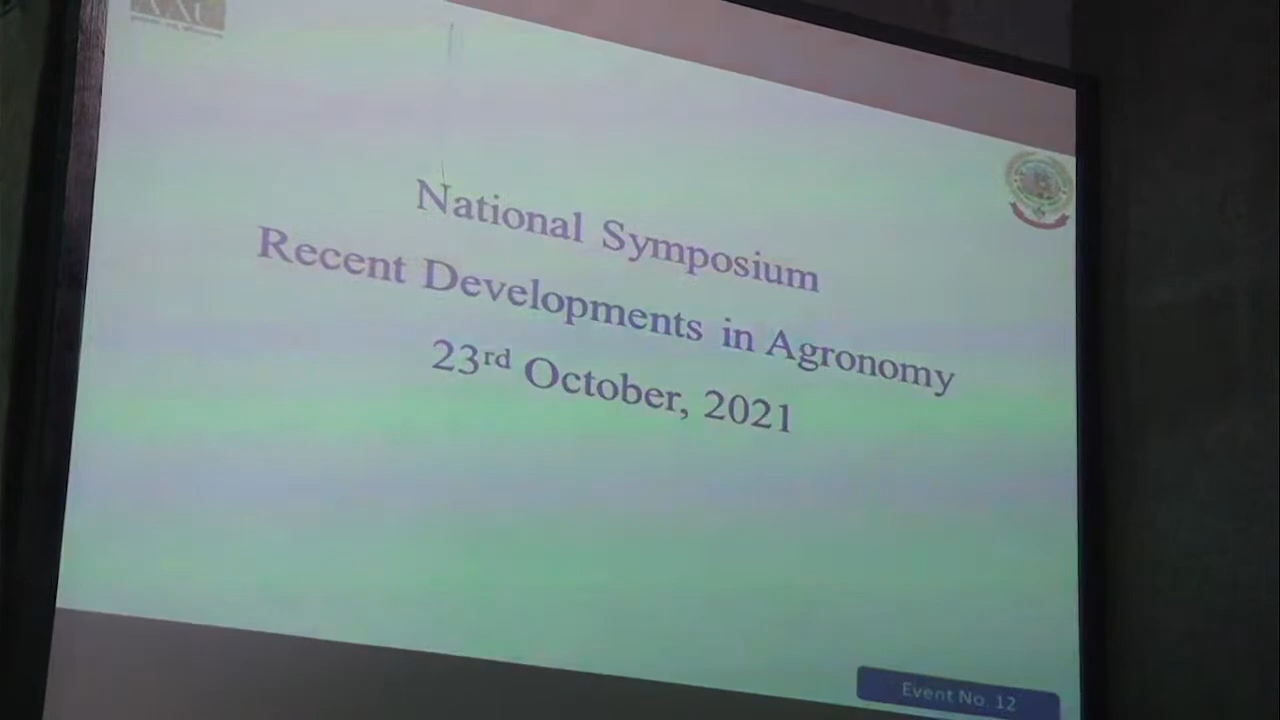 National Symposium
Recent Developments in Agronomy
23rd October, 2021
Event No. 12